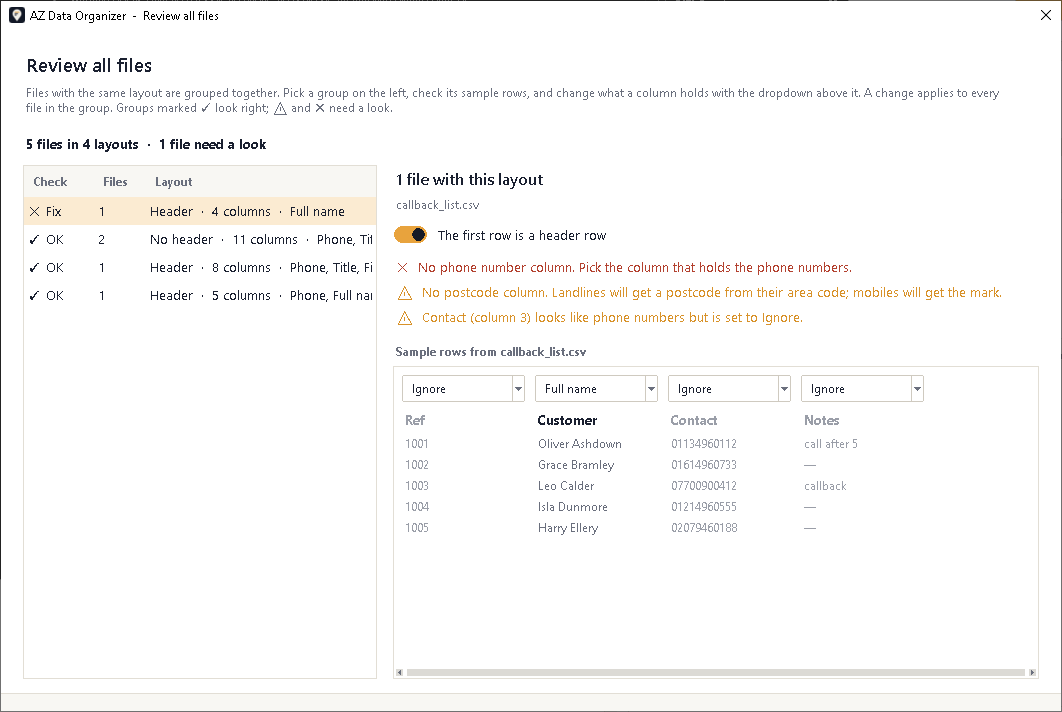 AZ Data Organizer - Review all files
Review all files
Files with the same layout are grouped together. Pick a group on the left, check its sample rows, and change what a column holds with the dropdown above it. A change applies to every
file in the group. Groups marked ✓ look right; ⚠ and ✕ need a look.
5 files in 4 layouts · 1 file need a look
Check Files Layout
✕ Fix 1 Header · 4 columns · Full name
✓ OK 2 No header · 11 columns · Phone, Tit
✓ OK 1 Header · 8 columns · Phone, Title, Fi
✓ OK 1 Header · 5 columns · Phone, Full nar
1 file with this layout
callback_list.csv
The first row is a header row
✕ No phone number column. Pick the column that holds the phone numbers.
⚠ No postcode column. Landlines will get a postcode from their area code; mobiles will get the mark.
⚠ Contact (column 3) looks like phone numbers but is set to Ignore.
Sample rows from callback_list.csv
Ignore Full name Ignore Ignore
Ref Customer Contact Notes
1001 Oliver Ashdown 01134960112 call after 5
1002 Grace Bramley 01614960733 —
1003 Leo Calder 07700900412 callback
1004 Isla Dunmore 01214960555 —
1005 Harry Ellery 02079460188 —